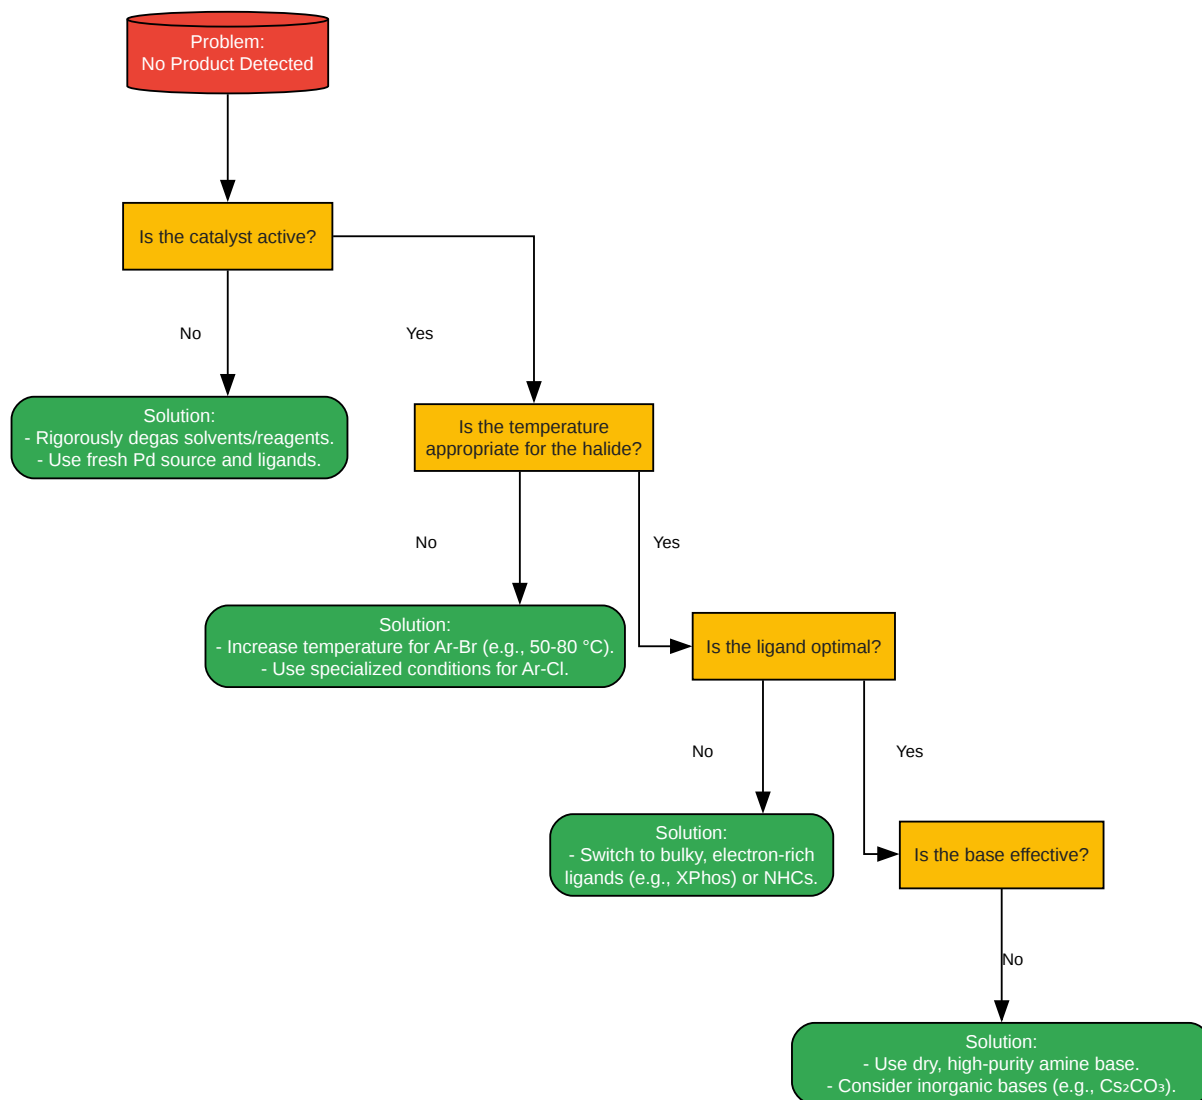 Problem:
No Product Detected
Is the catalyst active?
No
Yes
Solution:
- Rigorously degas solvents/reagents.
- Use fresh Pd source and ligands.
Is the temperature
appropriate for the halide?
No
Yes
Solution:
- Increase temperature for Ar-Br (e.g., 50-80 °C).
- Use specialized conditions for Ar-Cl.
Is the ligand optimal?
No
Yes
Solution:
- Switch to bulky, electron-rich
ligands (e.g., XPhos) or NHCs.
Is the base effective?
No
Solution:
- Use dry, high-purity amine base.
- Consider inorganic bases (e.g., Cs₂CO₃).